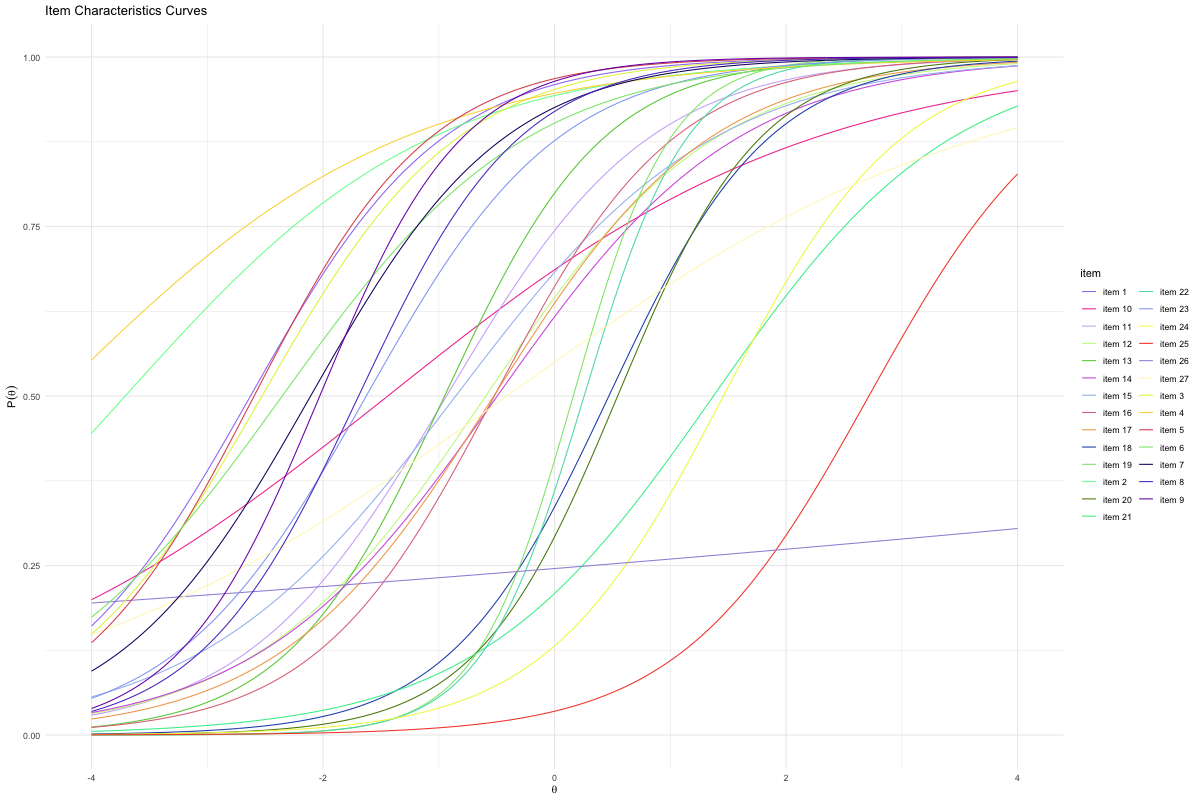 Item Characteristics Curves
1.00
0.75
0.50
0.25
0.00
P(θ)
-4
-2
0
2
4
θ
item
item 1
item 10
item 11
item 12
item 13
item 14
item 15
item 16
item 17
item 18
item 19
item 2
item 20
item 21
item 22
item 23
item 24
item 25
item 26
item 27
item 3
item 4
item 5
item 6
item 7
item 8
item 9